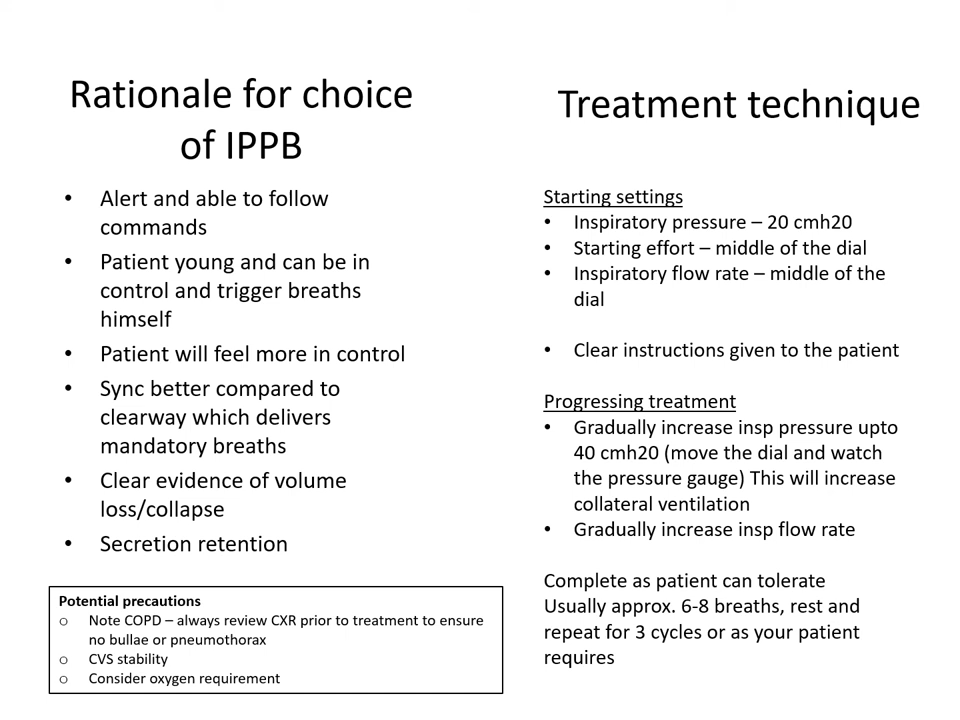 Rationale for choice
of IPPB
• Alert and able to follow
commands
• Patient young and can be in
control and trigger breaths
himself
• Patient will feel more in control
• Sync better compared to
clearway which delivers
mandatory breaths
• Clear evidence of volume
loss/collapse
• Secretion retention
Potential precautions
o Note COPD – always review CXR prior to treatment to ensure
no bullae or pneumothorax
o CVS stability
o Consider oxygen requirement
Treatment technique
Starting settings
• Inspiratory pressure – 20 cmh20
• Starting effort – middle of the dial
• Inspiratory flow rate – middle of the
dial
• Clear instructions given to the patient
Progressing treatment
• Gradually increase insp pressure upto
40 cmh20 (move the dial and watch
the pressure gauge) This will increase
collateral ventilation
• Gradually increase insp flow rate
Complete as patient can tolerate
Usually approx. 6-8 breaths, rest and
repeat for 3 cycles or as your patient
requires